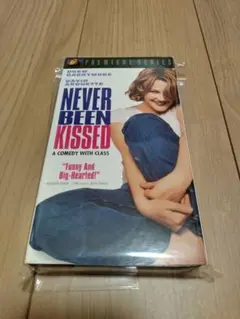 PREMIERE SERIES
DREW BARRYMORE
DAVID ARQUETTE
NEVER
BEEN
KISSED
A COMEDY WITH CLASS
"Funny And
Big-Hearted!"